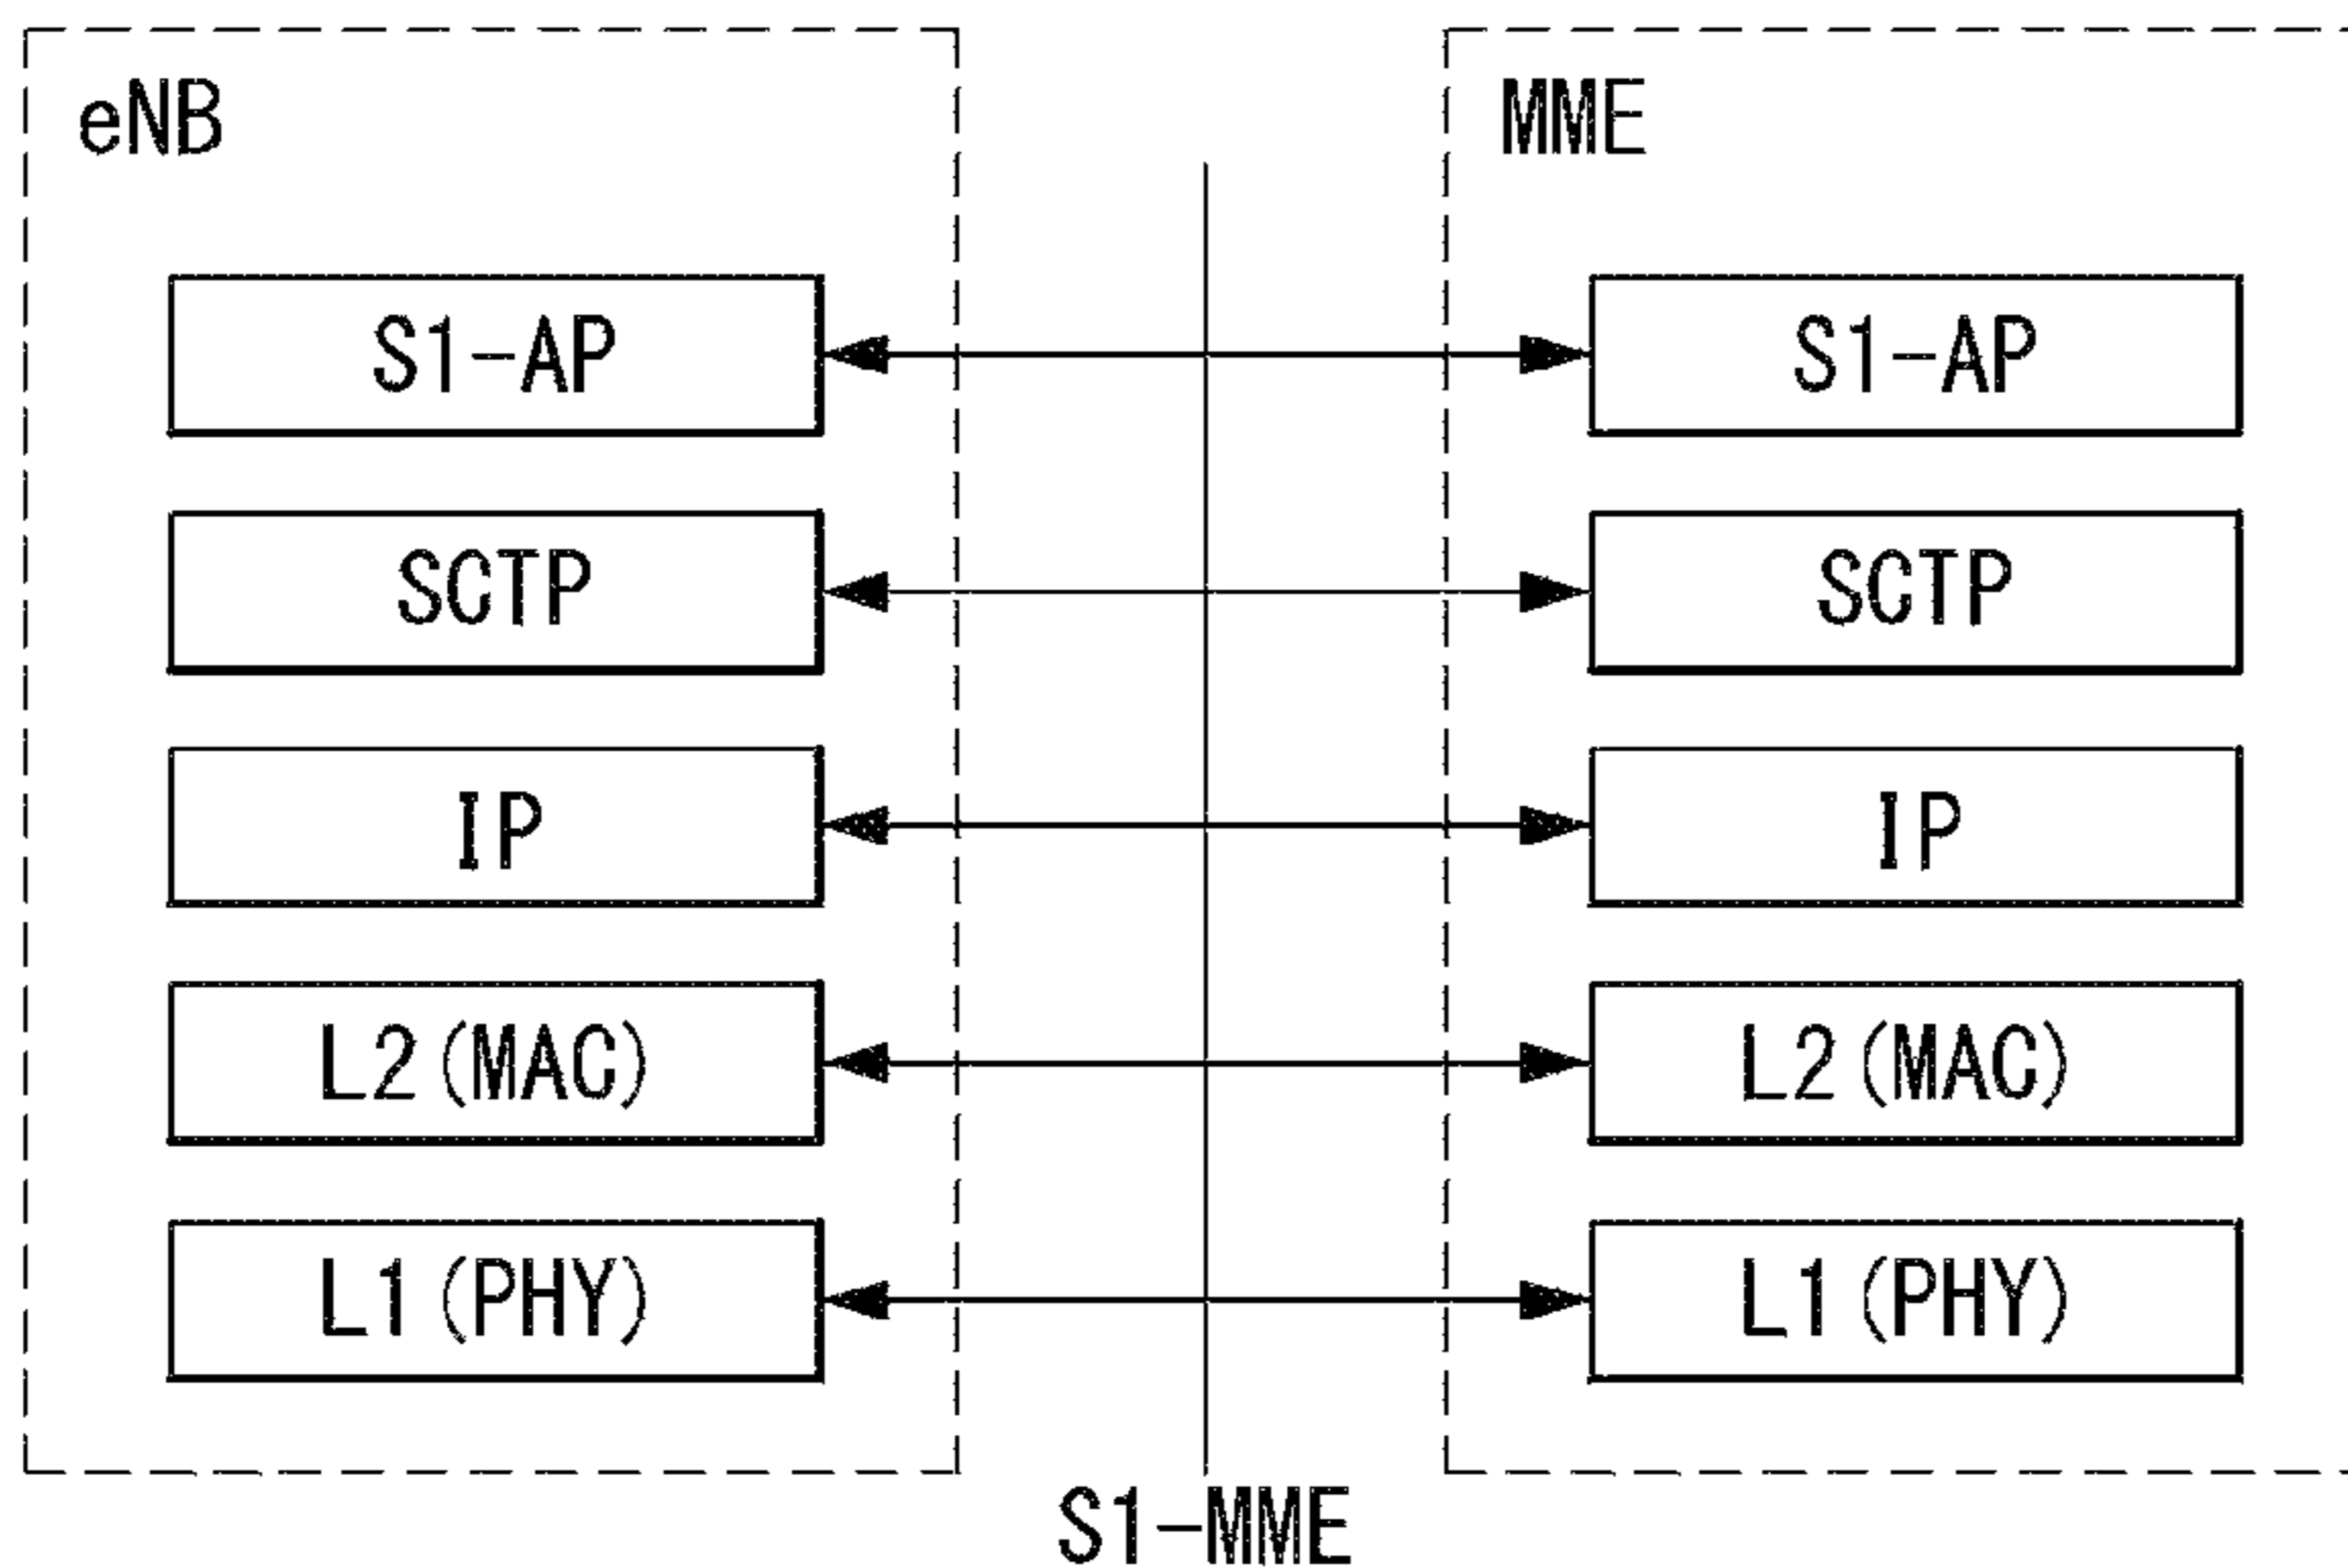 eNB
MME
S1-AP
S1-AP
SCTP
SCTP
IP
IP
L2(MAC)
L2(MAC)
L1(PHY)
L1(PHY)
S1-MME